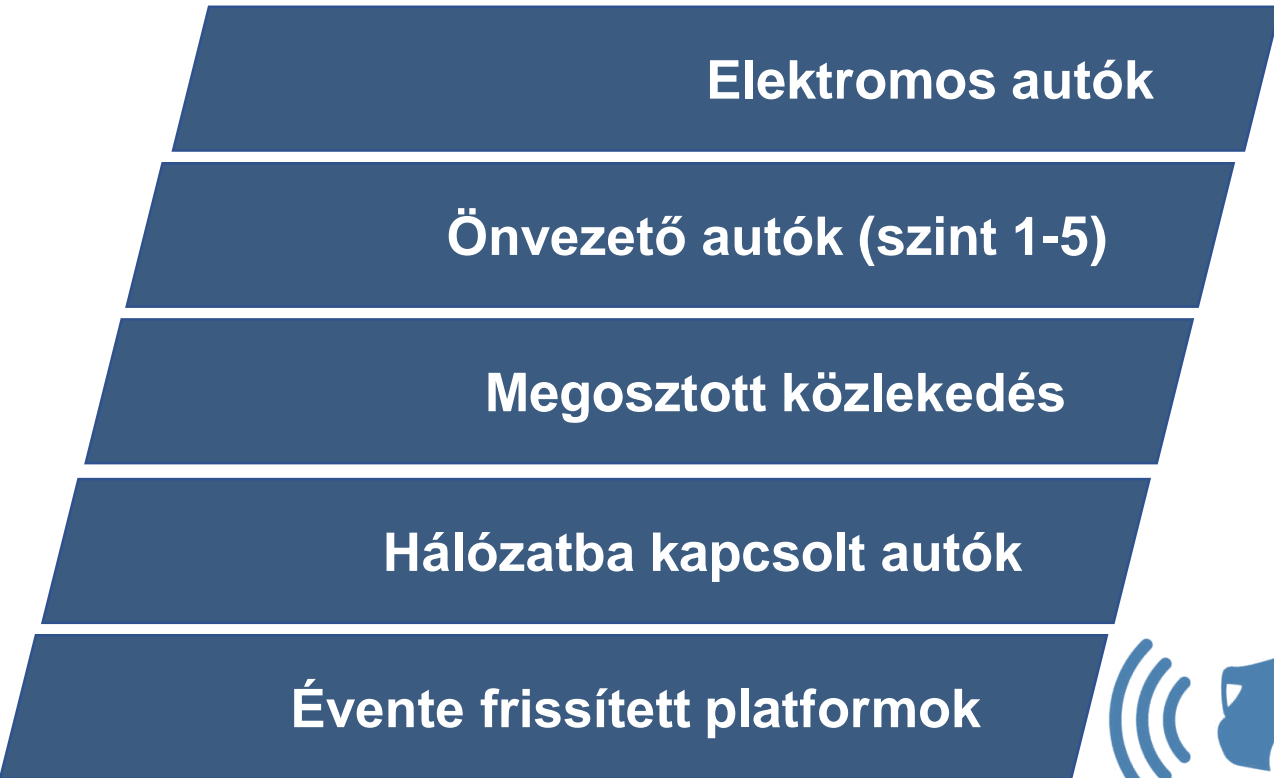 Elektromos autók
Önvezető autók (szint 1-5)
Megosztott közlekedés
Hálózatba kapcsolt autók
Évente frissített platformok